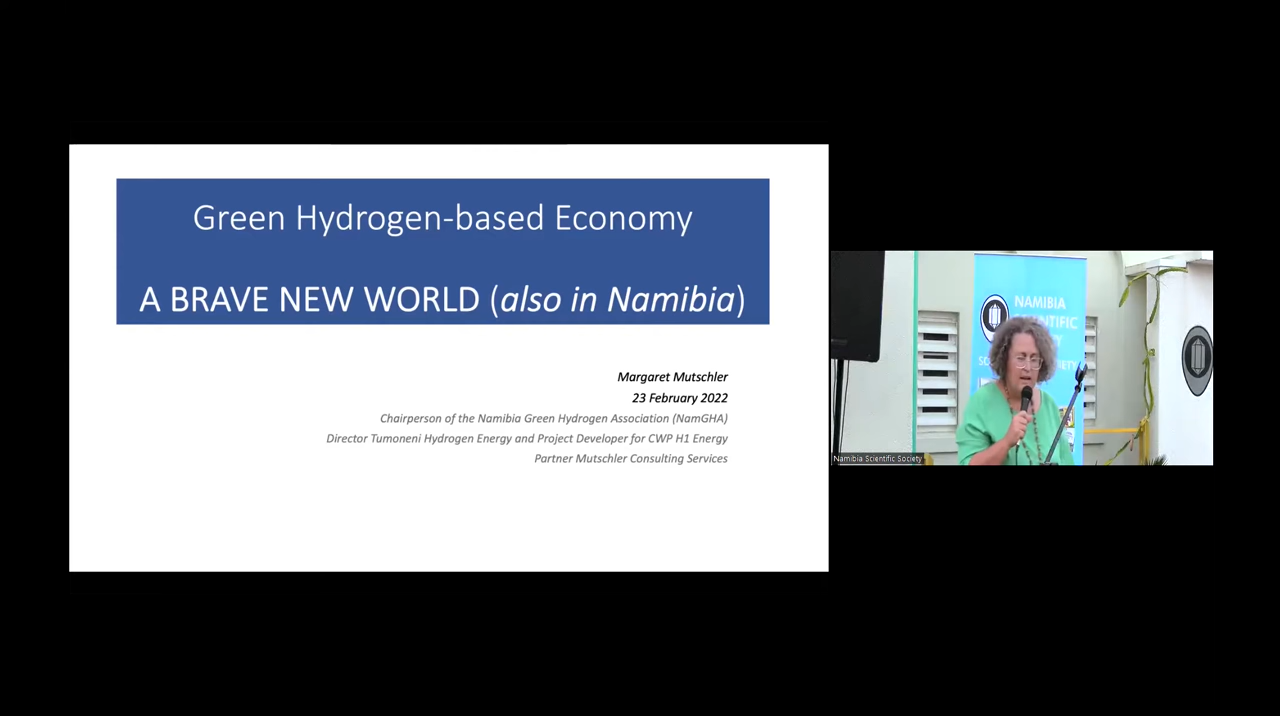 Green Hydrogen-based Economy
A BRAVE NEW WORLD (also in Namibia)
Margaret Mutschler
23 February 2022
Chairperson of the Namibia Green Hydrogen Association (NamGHA)
Director Tumoneni Hydrogen Energy and Project Developer for CWP H1 Energy
Partner Mutschler Consulting Services
NAMIBIA
Namibia Scientific Society